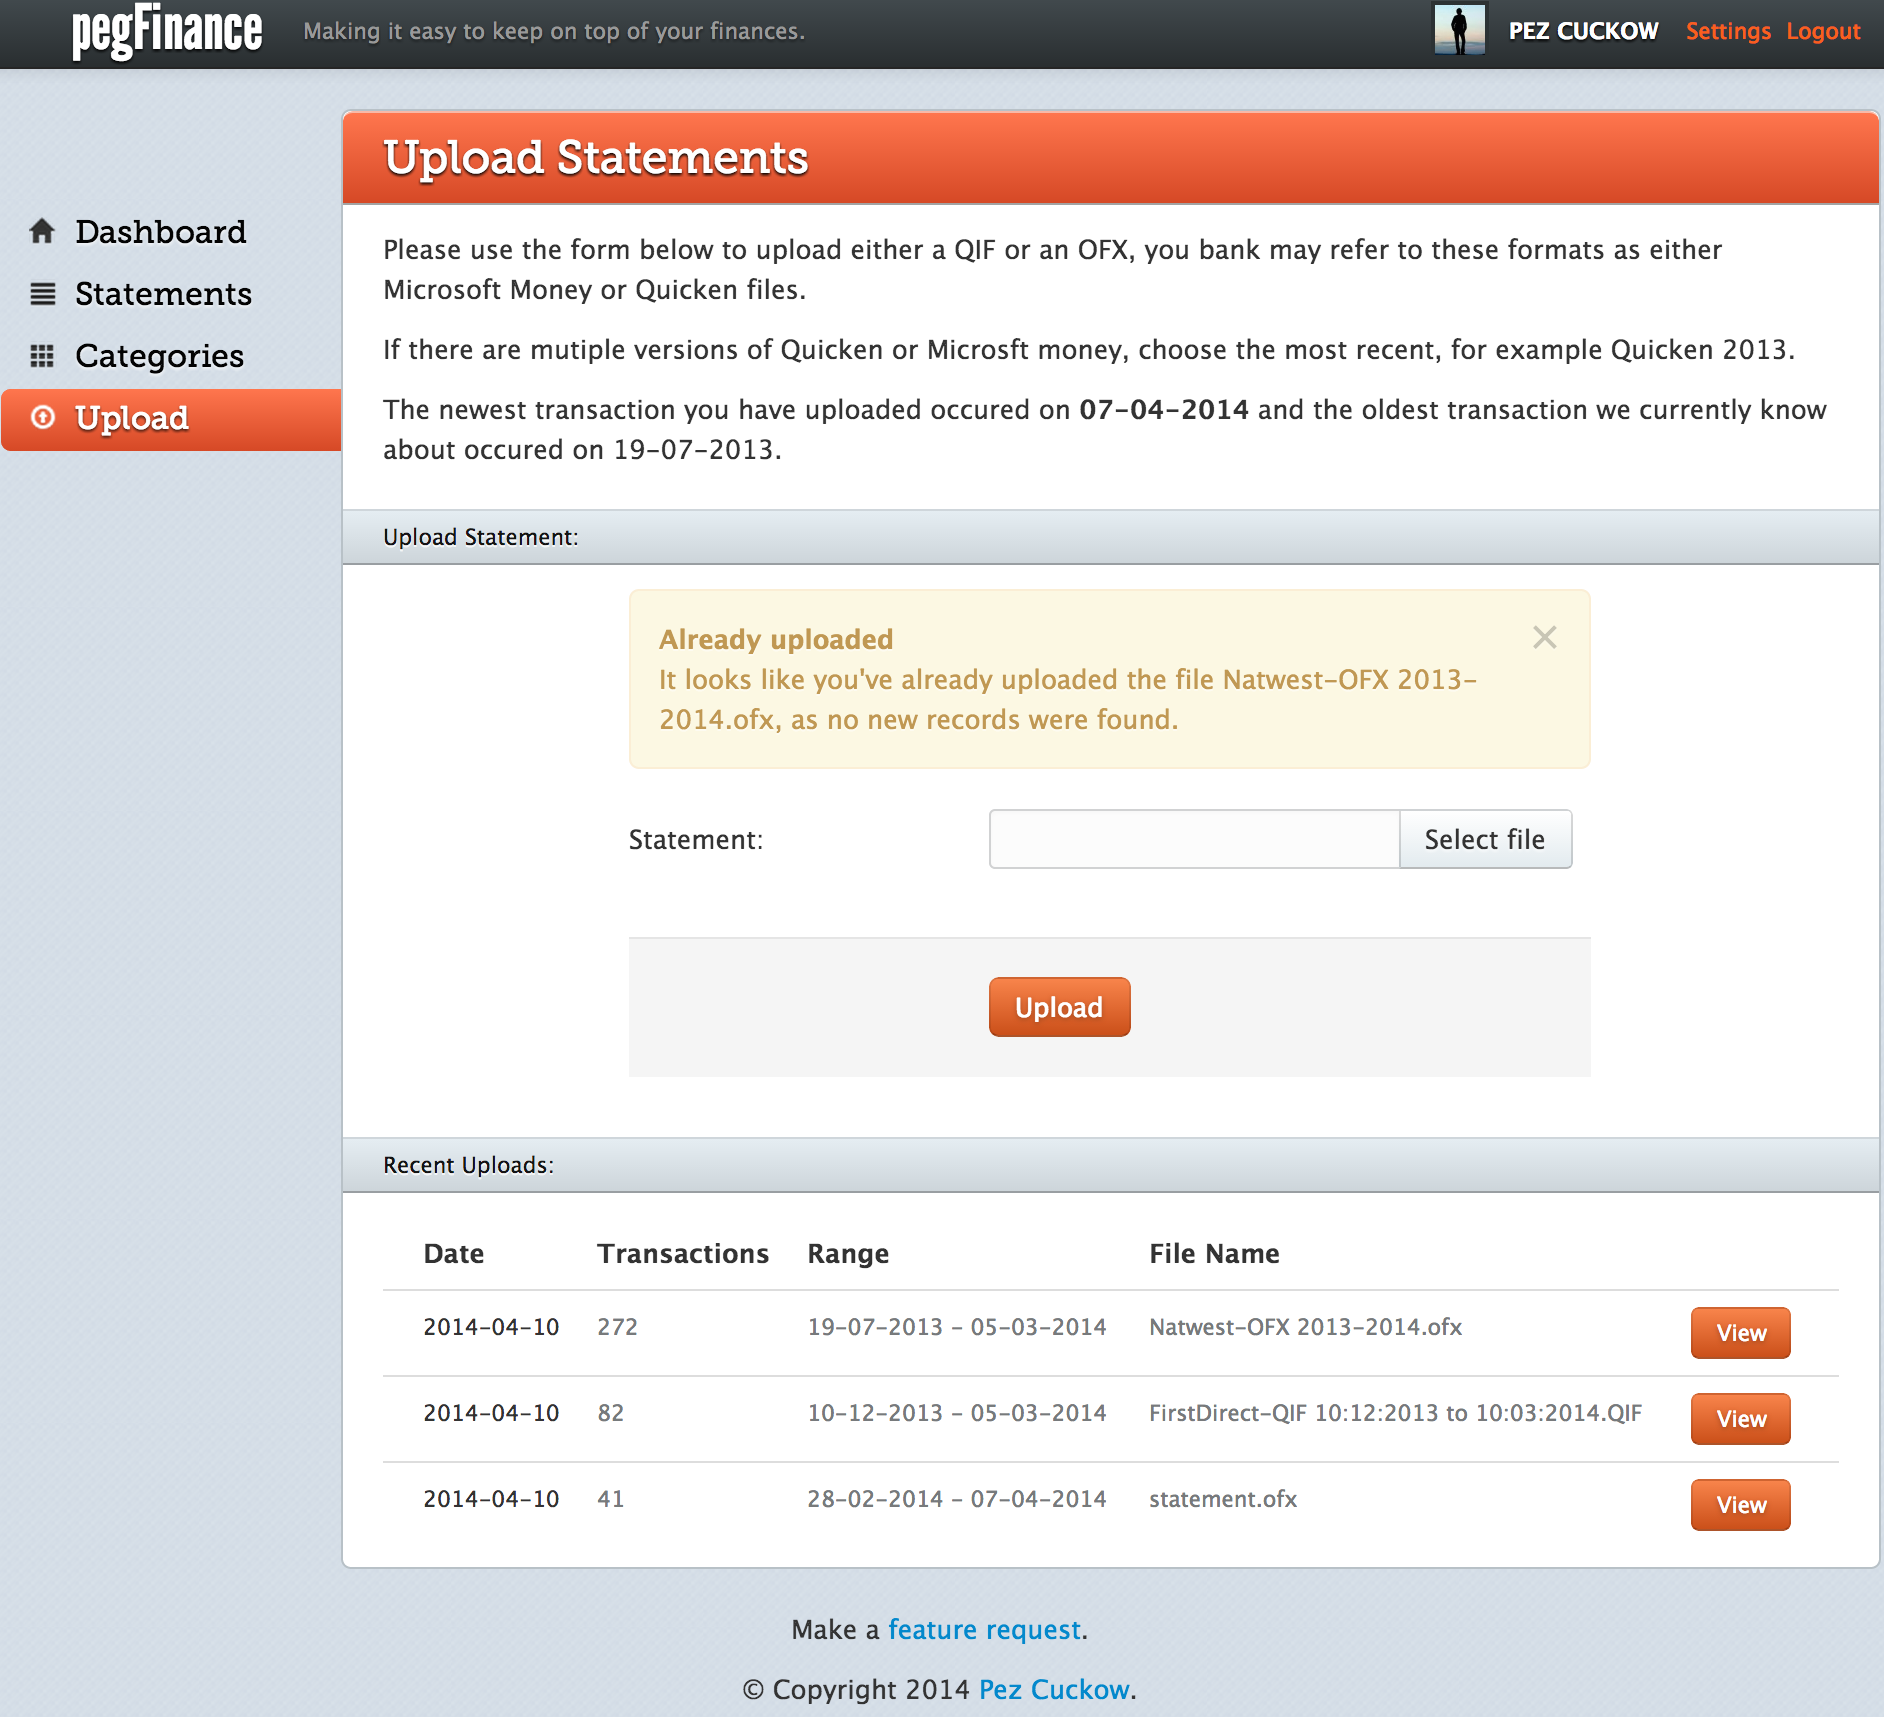 pegFinance Making it easy to keep on top of your finances. PEZ CUCKOW Settings Logout
Upload Statements
Dashboard
Statements
Categories
Upload
Please use the form below to upload either a QIF or an OFX, you bank may refer to these formats as either
Microsoft Money or Quicken files.
If there are mutiple versions of Quicken or Microsft money, choose the most recent, for example Quicken 2013.
The newest transaction you have uploaded occured on 07-04-2014 and the oldest transaction we currently know
about occured on 19-07-2013.
Upload Statement:
Already uploaded
It looks like you've already uploaded the file Natwest-OFX 2013-
2014.ofx, as no new records were found.
Statement: Select file
Upload
Recent Uploads:
Date Transactions Range File Name
2014-04-10 272 19-07-2013 - 05-03-2014 Natwest-OFX 2013-2014.ofx View
2014-04-10 82 10-12-2013 - 05-03-2014 FirstDirect-QIF 10:12:2013 to 10:03:2014.QIF View
2014-04-10 41 28-02-2014 - 07-04-2014 statement.ofx View
Make a feature request.
© Copyright 2014 Pez Cuckow.